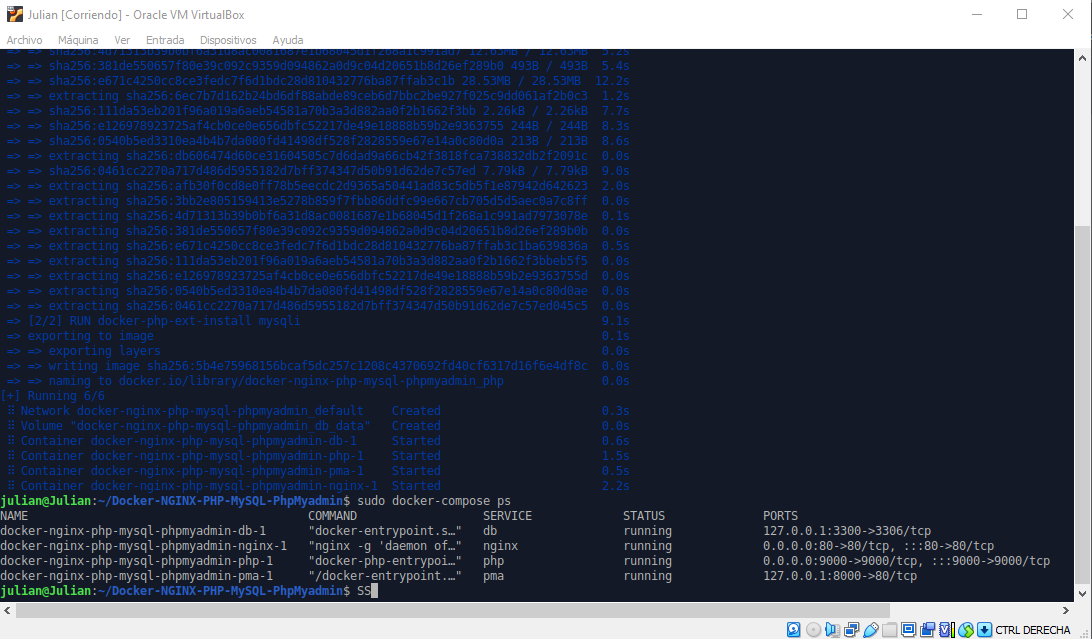 Julian [Corriendo] - Oracle VM VirtualBox
Archivo Máquina Ver Entrada Dispositivos Ayuda
=> => sha256:4d71313b39b0bf6a31d8ac0081687e1b68045d1f268a1c991ad7 12.63MB / 12.63MB 5.2s
=> => sha256:381de550657f80e39c092c9359d094862a0d9c04d20651b8d26ef289b0 493B / 493B 5.4s
=> => sha256:e671c4250cc8ce3fedc7f6d1bdc28d810432776ba87ffab3c1b 28.53MB / 28.53MB 12.2s
=> => extracting sha256:6ec7b7d162b24bd6df88abde89ceb6d7bbc2be927f025c9dd061af2b0c3 1.2s
=> => sha256:111da53eb201f96a019a6aeb54581a70b3a3d882aa0f2b1662f3bb 2.26kB / 2.26kB 7.7s
=> => sha256:e126978923725af4cb0ce0e656dbfc52217de49e18888b59b2e9363755 244B / 244B 8.3s
=> => sha256:0540b5ed3310ea4b4b7da080fd41498df528f2828559e67e14a0c80d0a 213B / 213B 8.6s
=> => extracting sha256:db606474d60ce31604505c7d6dad9a66cb42f3818fca738832db2f2091c 0.0s
=> => sha256:0461cc2270a717d486d5955182d7bff374347d50b91d62de7c57ed 7.79kB / 7.79kB 9.0s
=> => extracting sha256:afb30f0cd8e0ff78b5eecdc2d9365a50441ad83c5db5f1e87942d642623 2.0s
=> => extracting sha256:3bb2e805159413e5278b859f7fbb86ddfc99e667cb705d5d5aec0a7c8ff 0.0s
=> => extracting sha256:4d71313b39b0bf6a31d8ac0081687e1b68045d1f268a1c991ad7973078e 0.1s
=> => extracting sha256:381de550657f80e39c092c9359d094862a0d9c04d20651b8d26ef289b0b 0.0s
=> => extracting sha256:e671c4250cc8ce3fedc7f6d1bdc28d810432776ba87ffab3c1ba639836a 0.5s
=> => extracting sha256:111da53eb201f96a019a6aeb54581a70b3a3d882aa0f2b1662f3bbeb5f5 0.0s
=> => extracting sha256:e126978923725af4cb0ce0e656dbfc52217de49e18888b59b2e9363755d 0.0s
=> => extracting sha256:0540b5ed3310ea4b4b7da080fd41498df528f2828559e67e14a0c80d0ae 0.0s
=> => extracting sha256:0461cc2270a717d486d5955182d7bff374347d50b91d62de7c57ed045c5 0.0s
=> [2/2] RUN docker-php-ext-install mysqli 9.1s
=> exporting to image 0.1s
=> => exporting layers 0.0s
=> => writing image sha256:5b4e75968156bcaf5dc257c1208c4370692fd40cf6317d16f6e4df8c 0.0s
=> => naming to docker.io/library/docker-nginx-php-mysql-phpmyadmin_php 0.0s
[+] Running 6/6
⠿ Network docker-nginx-php-mysql-phpmyadmin_default Created 0.3s
⠿ Volume "docker-nginx-php-mysql-phpmyadmin_db_data" Created 0.0s
⠿ Container docker-nginx-php-mysql-phpmyadmin-db-1 Started 0.6s
⠿ Container docker-nginx-php-mysql-phpmyadmin-php-1 Started 1.5s
⠿ Container docker-nginx-php-mysql-phpmyadmin-pma-1 Started 0.5s
⠿ Container docker-nginx-php-mysql-phpmyadmin-nginx-1 Started 2.2s
julian@Julian:~/Docker-NGINX-PHP-MySQL-PhpMyadmin$ sudo docker-compose ps
NAME COMMAND SERVICE STATUS PORTS
docker-nginx-php-mysql-phpmyadmin-db-1 "docker-entrypoint.s…" db running 127.0.0.1:3300->3306/tcp
docker-nginx-php-mysql-phpmyadmin-nginx-1 "nginx -g 'daemon of…" nginx running 0.0.0.0:80->80/tcp, :::80->80/tcp
docker-nginx-php-mysql-phpmyadmin-php-1 "docker-php-entrypoi…" php running 0.0.0.0:9000->9000/tcp, :::9000->9000/tcp
docker-nginx-php-mysql-phpmyadmin-pma-1 "/docker-entrypoint.…" pma running 127.0.0.1:8000->80/tcp
julian@Julian:~/Docker-NGINX-PHP-MySQL-PhpMyadmin$ SS
CTRL DERECHA